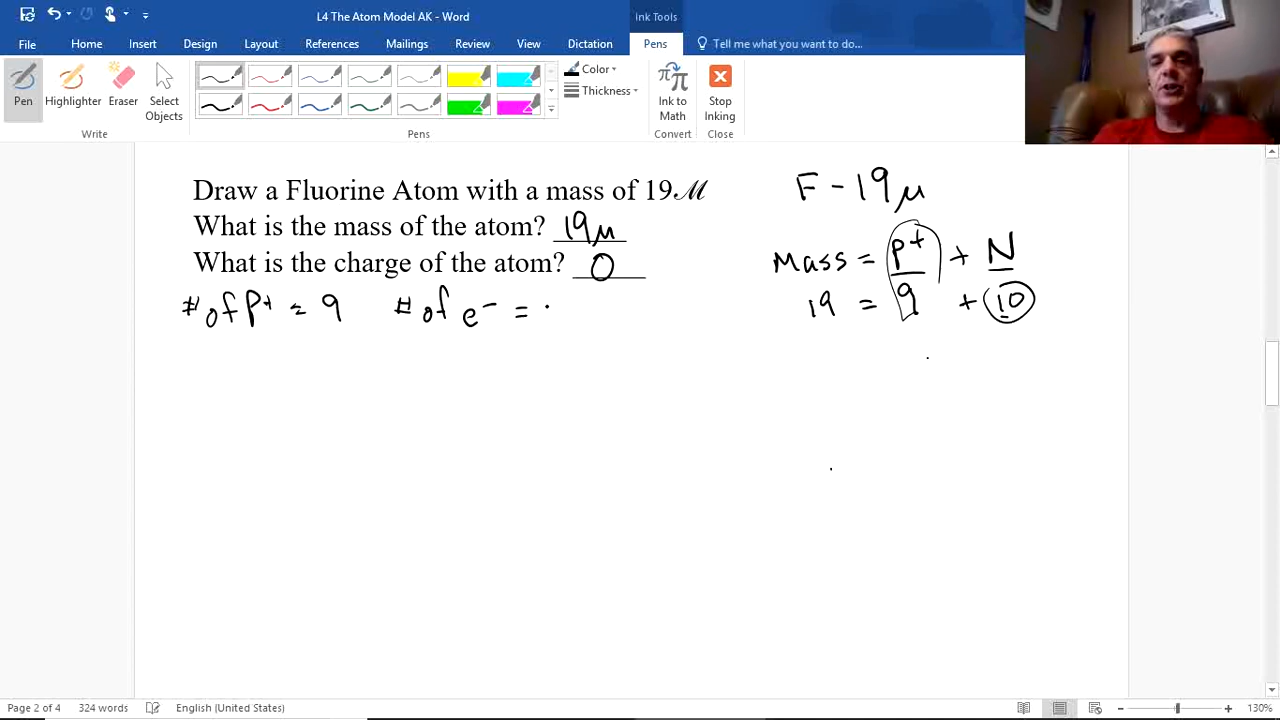 L4 The Atom Model AK - Word
Ink Tools
File Home Insert Design Layout References Mailings Review View Dictation Pens Tell me what you want to do...
Pen Highlighter Eraser Select Objects
Color
Thickness
Ink to Math
Stop Inking
Write Pens Convert Close
Draw a Fluorine Atom with a mass of 19ℳ
What is the mass of the atom? 19μ
What is the charge of the atom? 0
# of P+ = 9 # of e- =
F - 19μ
Mass = P+ + N
19 = 9 + 10
Page 2 of 4 324 words English (United States) 130%